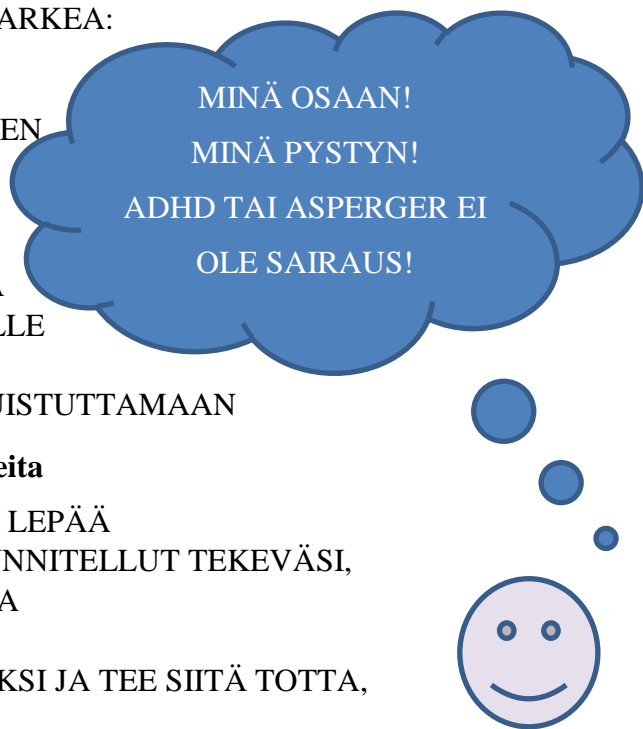 ARKEA:
MINÄ OSAAN!
EN
MINÄ PYSTYN!
ADHD TAI ASPERGER EI
OLE SAIRAUS!
LLE
UISTUTTAMAAN
eita
LEPÄÄ
NNITELLUT TEKEVÄSI,
A
KSI JA TEE SIITÄ TOTTA,